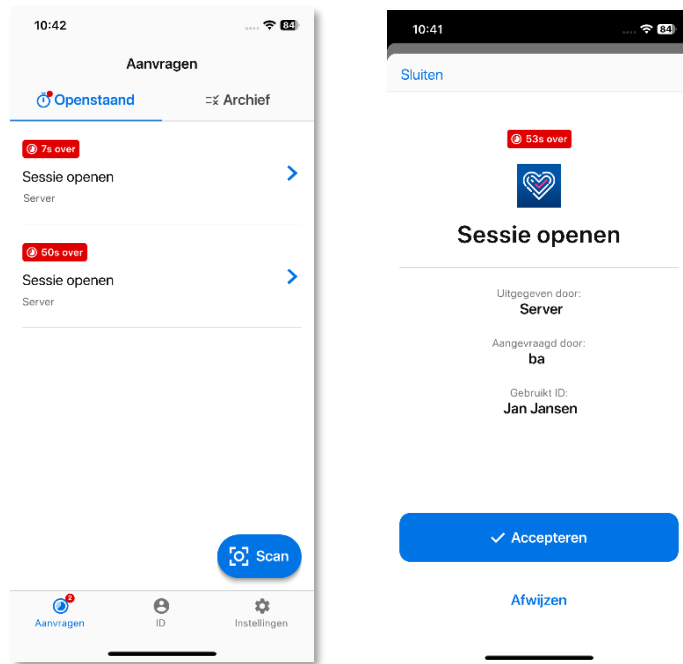 10:42
84
Aanvragen
Openstaand
Archief
7s over
Sessie openen
Server
50s over
Sessie openen
Server
Scan
2
Aanvragen
ID
Instellingen
10:41
84
Sluiten
53s over
Sessie openen
Uitgegeven door:
Server
Aangevraagd door:
ba
Gebruikt ID:
Jan Jansen
Accepteren
Afwijzen